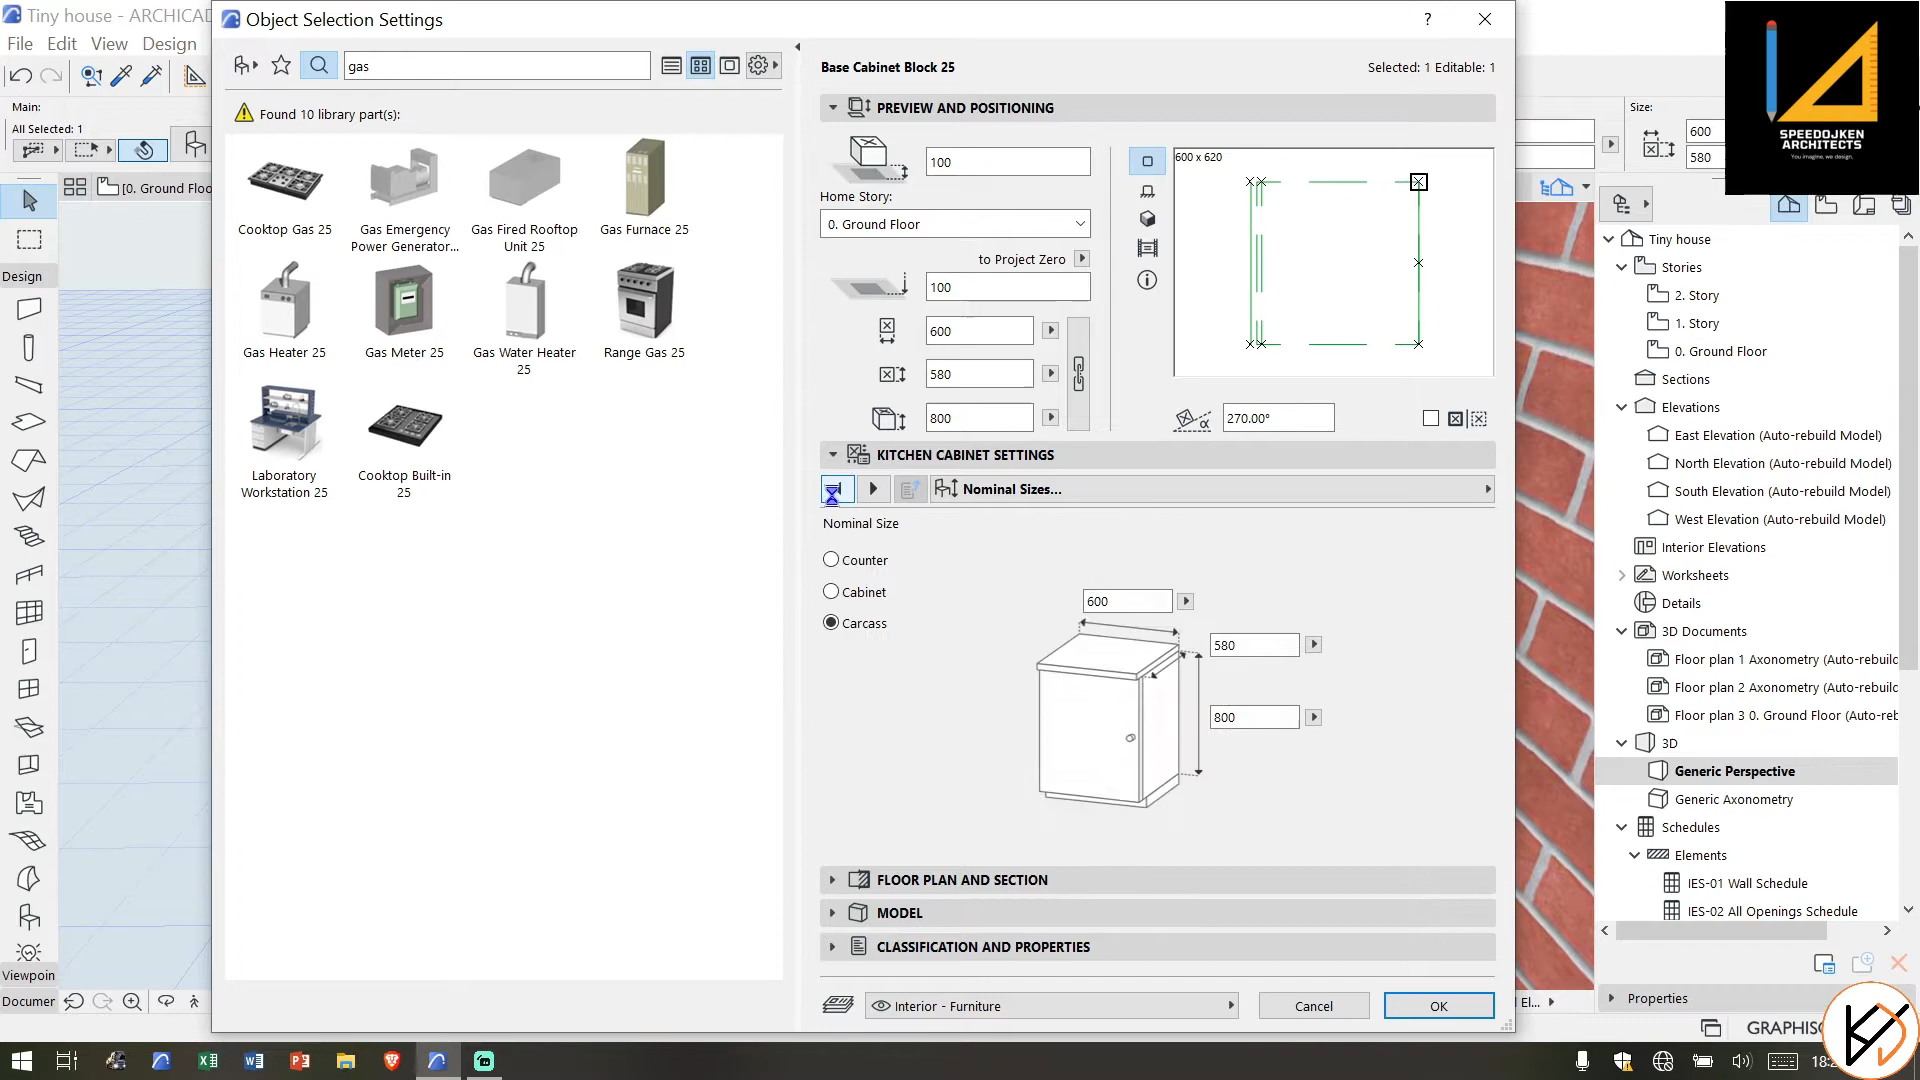 Tiny house - ARCHICAD
File Edit View Design
Main:
All Selected: 1
[0. Ground Floo
Design
Viewpoin
Documer
Object Selection Settings
gas
Found 10 library part(s):
Cooktop Gas 25
Gas Emergency
Power Generator...
Gas Fired Rooftop
Unit 25
Gas Furnace 25
Gas Heater 25
Gas Meter 25
Gas Water Heater
25
Range Gas 25
Laboratory
Workstation 25
Cooktop Built-in
25
?
Base Cabinet Block 25
Selected: 1 Editable: 1
PREVIEW AND POSITIONING
100
Home Story:
0. Ground Floor
to Project Zero
100
600
580
800
600 x 620
α
270.00°
KITCHEN CABINET SETTINGS
Nominal Sizes...
Nominal Size
Counter
Cabinet
Carcass
600
580
800
FLOOR PLAN AND SECTION
MODEL
CLASSIFICATION AND PROPERTIES
Interior - Furniture
Cancel
OK
Size:
600
580
SPEEDOJKEN
ARCHITECTS
You imagine, we design.
Tiny house
Stories
2. Story
1. Story
0. Ground Floor
Sections
Elevations
East Elevation (Auto-rebuild Model)
North Elevation (Auto-rebuild Model)
South Elevation (Auto-rebuild Model)
West Elevation (Auto-rebuild Model)
Interior Elevations
Worksheets
Details
3D Documents
Floor plan 1 Axonometry (Auto-rebuild
Floor plan 2 Axonometry (Auto-rebuild
Floor plan 3 0. Ground Floor (Auto-reb
3D
Generic Perspective
Generic Axonometry
Schedules
Elements
IES-01 Wall Schedule
IES-02 All Openings Schedule
Properties
El...
GRAPHISO
18:2